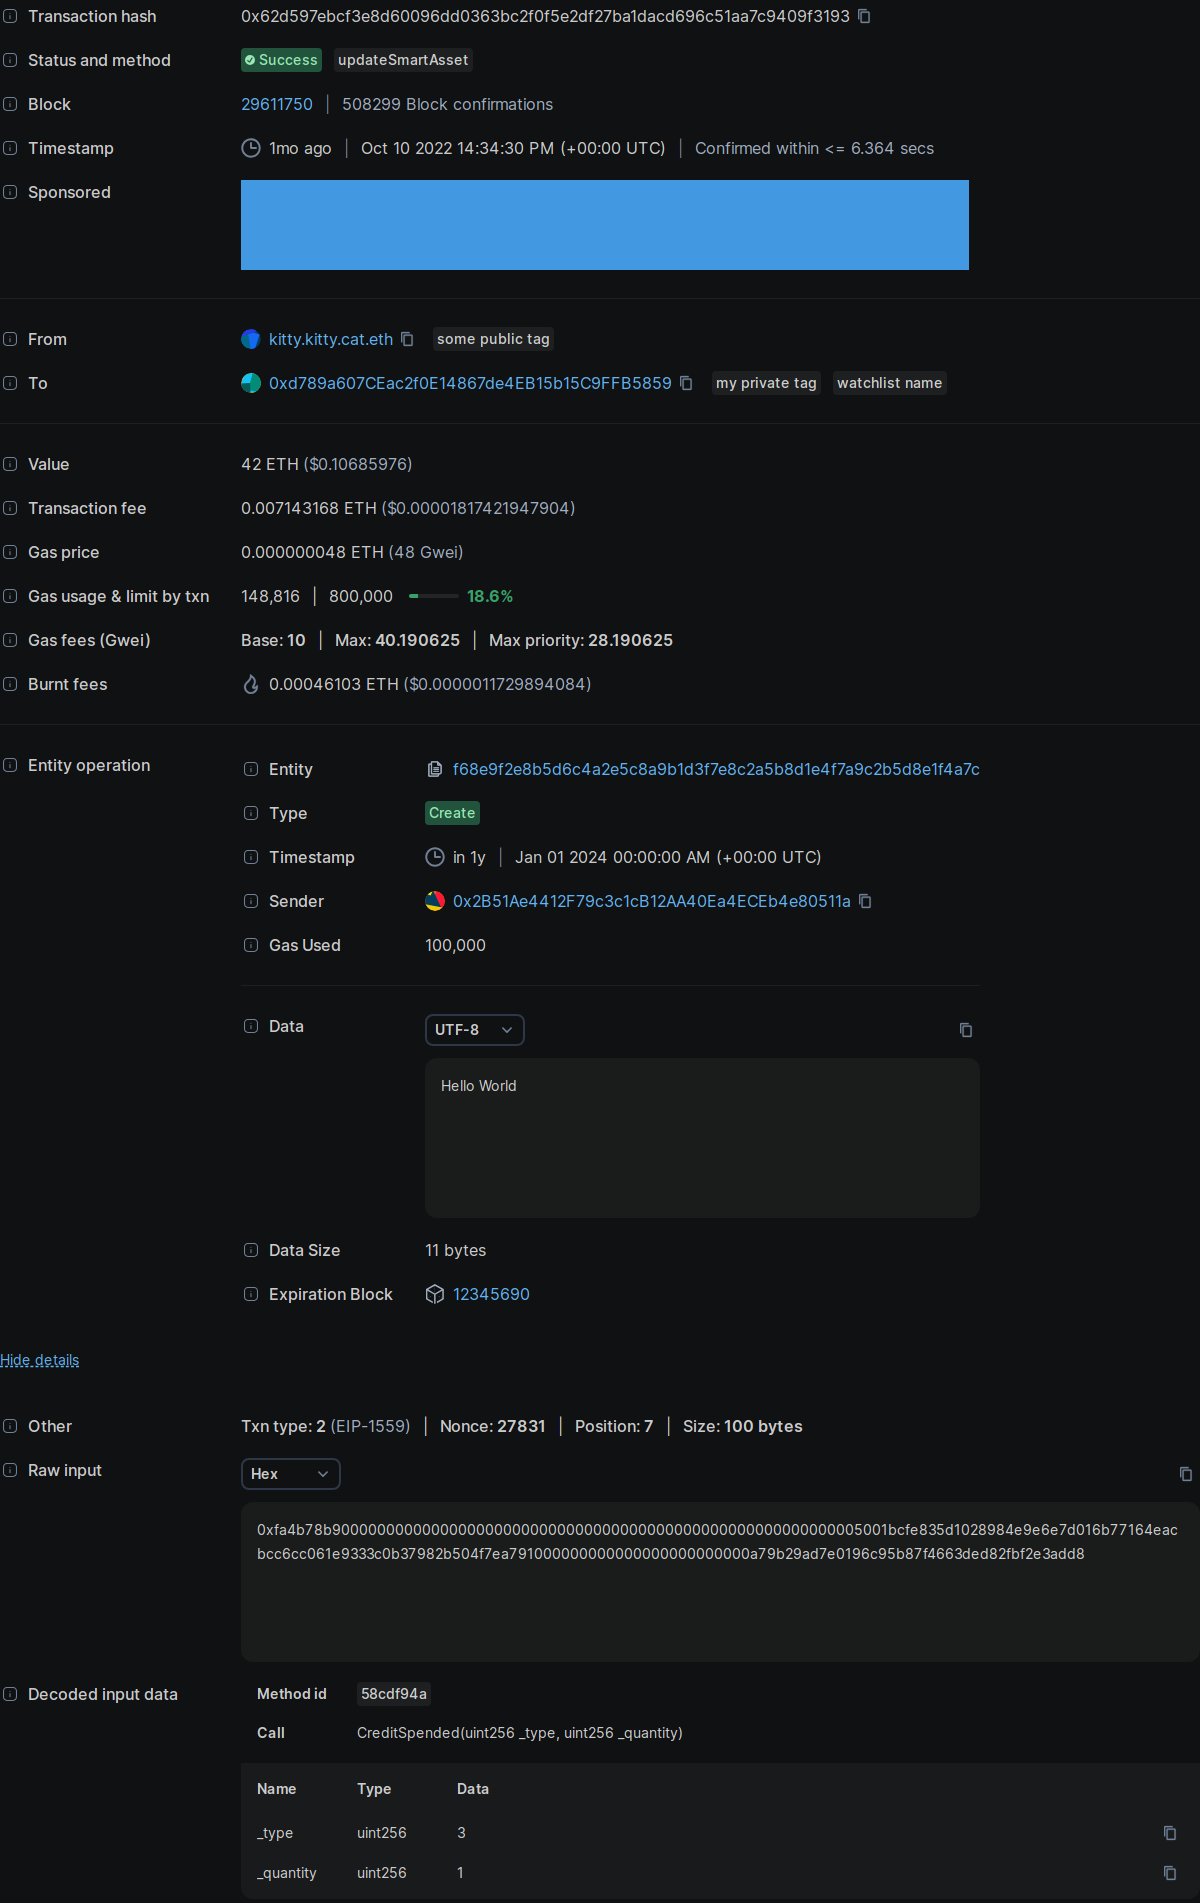 Transaction hash 0x62d597ebcf3e8d60096dd0363bc2f0f5e2df27ba1dacd696c51aa7c9409f3193
Status and method Success updateSmartAsset
Block 29611750 | 508299 Block confirmations
Timestamp 1mo ago | Oct 10 2022 14:34:30 PM (+00:00 UTC) | Confirmed within <= 6.364 secs
Sponsored
From kitty.kitty.cat.eth some public tag
To 0xd789a607CEac2f0E14867de4EB15b15C9FFB5859 my private tag watchlist name
Value 42 ETH ($0.10685976)
Transaction fee 0.007143168 ETH ($0.00001817421947904)
Gas price 0.000000048 ETH (48 Gwei)
Gas usage & limit by txn 148,816 | 800,000 18.6%
Gas fees (Gwei) Base: 10 | Max: 40.190625 | Max priority: 28.190625
Burnt fees 0.00046103 ETH ($0.0000011729894084)
Entity operation Entity f68e9f2e8b5d6c4a2e5c8a9b1d3f7e8c2a5b8d1e4f7a9c2b5d8e1f4a7c
Type Create
Timestamp in 1y | Jan 01 2024 00:00:00 AM (+00:00 UTC)
Sender 0x2B51Ae4412F79c3c1cB12AA40Ea4ECEb4e80511a
Gas Used 100,000
Data UTF-8
Hello World
Data Size 11 bytes
Expiration Block 12345690
Hide details
Other Txn type: 2 (EIP-1559) | Nonce: 27831 | Position: 7 | Size: 100 bytes
Raw input Hex
0xfa4b78b90000000000000000000000000000000000000000000000000000000005001bcfe835d1028984e9e6e7d016b77164eac
bcc6cc061e9333c0b37982b504f7ea791000000000000000000000000a79b29ad7e0196c95b87f4663ded82fbf2e3add8
Decoded input data Method id 58cdf94a
Call CreditSpended(uint256 _type, uint256 _quantity)
Name Type Data
_type uint256 3
_quantity uint256 1